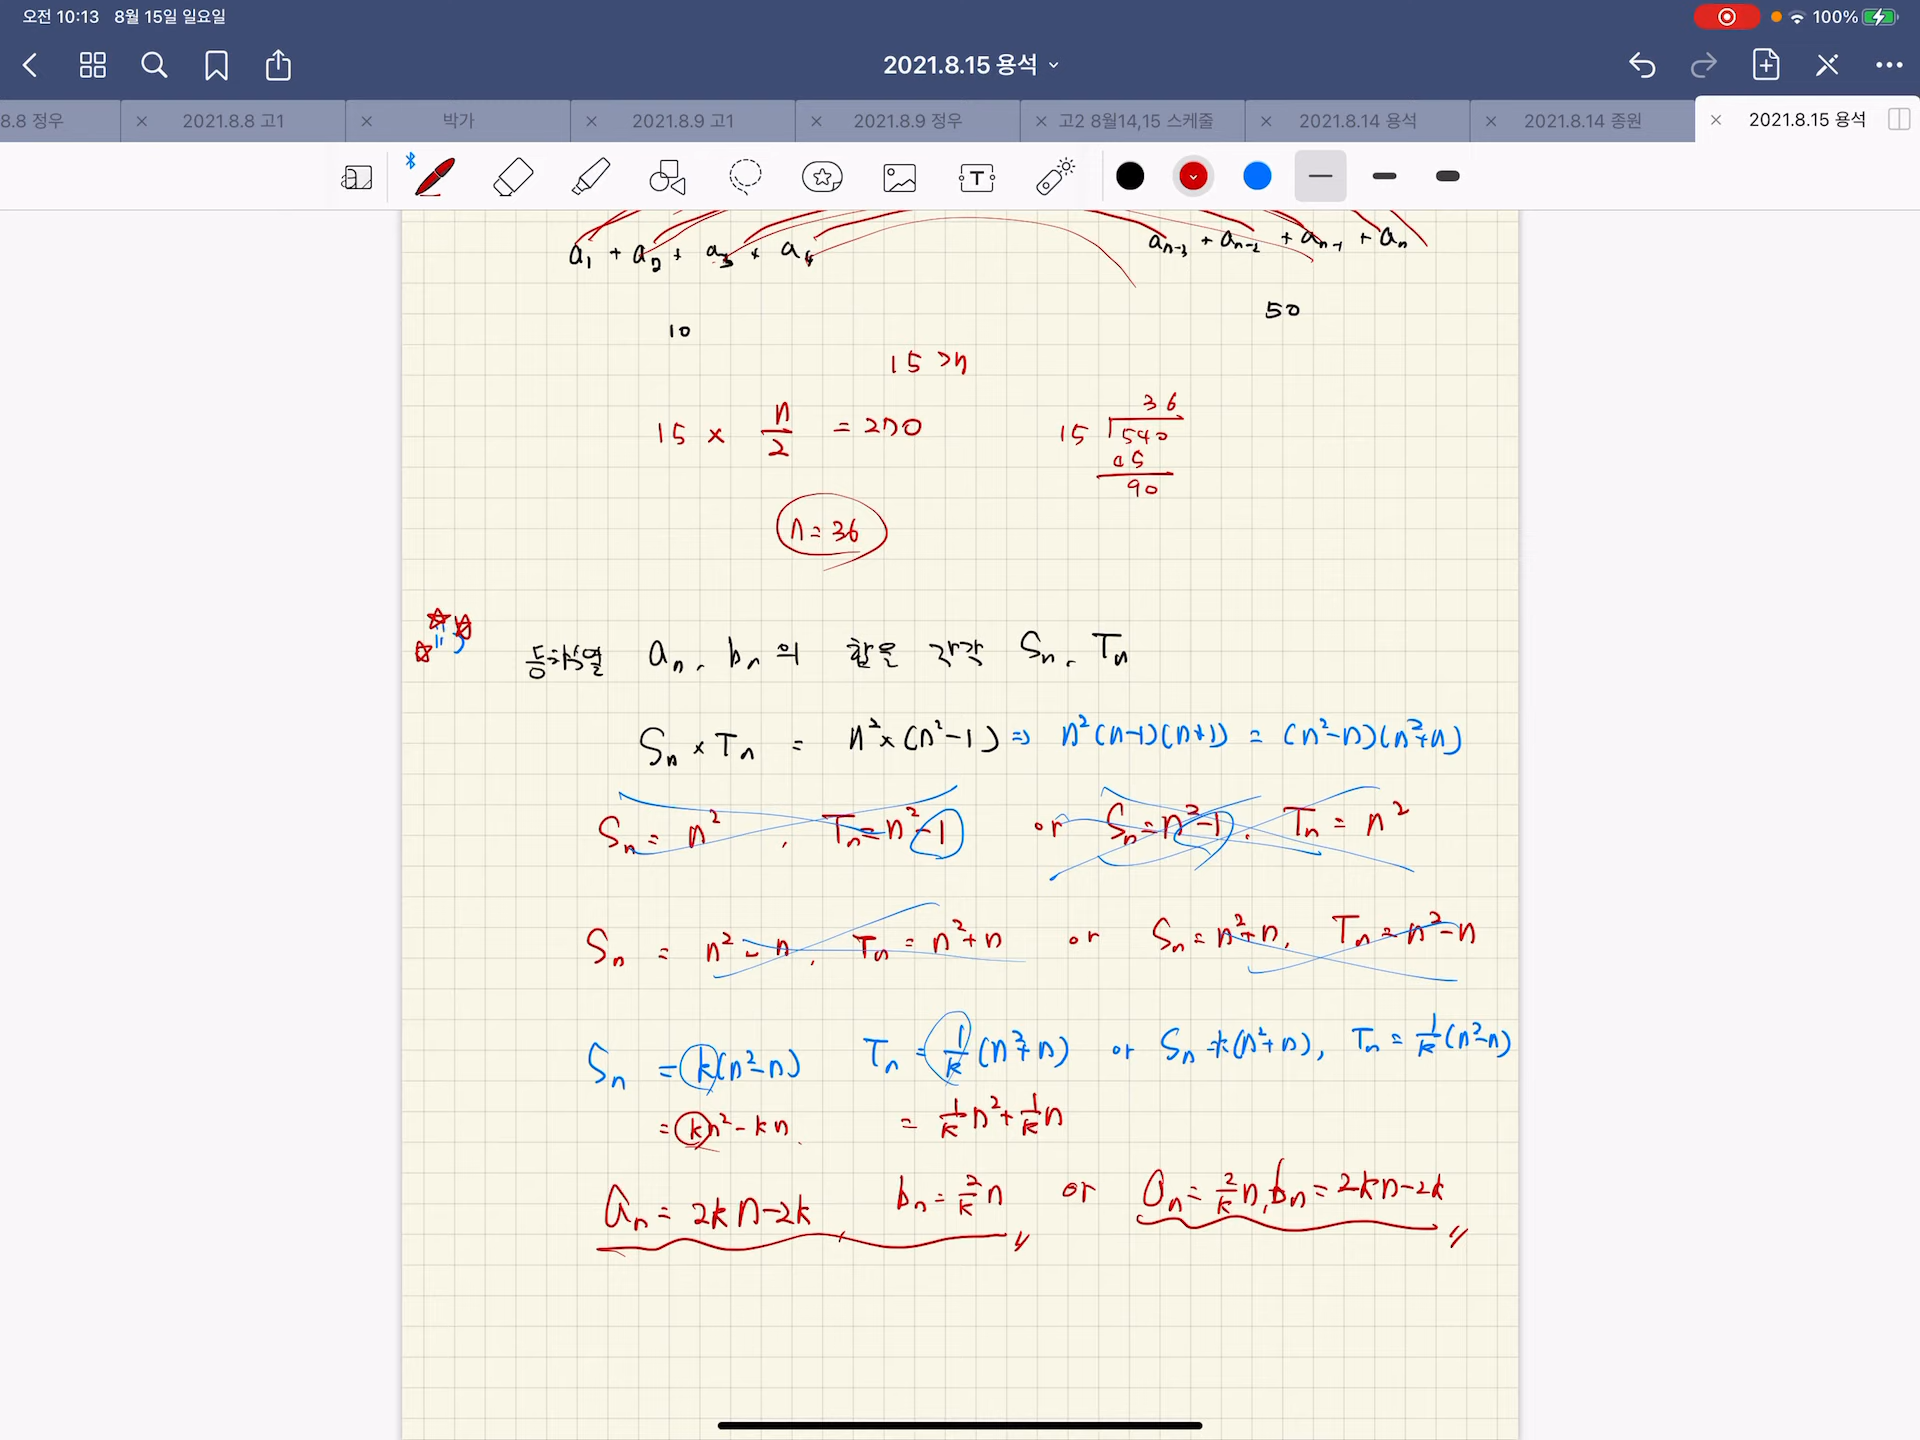 오전 10:13 8월 15일 일요일
100%
2021.8.15 용석
8.8 정우
2021.8.8 고1
박가
2021.8.9 고1
2021.8.9 정우
고2 8월14,15 스케줄
2021.8.14 용석
2021.8.14 종원
2021.8.15 용석
a₁ + a₂ + a₃ + a₄ aₙ₋₃ + aₙ₋₂ + aₙ₋₁ + aₙ
10 50
15 × n/2 = 270
36
15 540
45
90
n = 36
등차수열 aₙ, bₙ의 합을 각각 Sₙ, Tₙ
Sₙ × Tₙ = n² × (n²-1) ⇒ n²(n-1)(n+1) = (n²-n)(n²+n)
Sₙ = n², Tₙ = n²-1 or Sₙ = n²-1, Tₙ = n²
Sₙ = n²-n, Tₙ = n²+n or Sₙ = n²+n, Tₙ = n²-n
Sₙ = k(n²-n) Tₙ = 1/k(n²+n) or Sₙ = k(n²+n), Tₙ = 1/k(n²-n)
= kn²-kn = 1/k n² + 1/k n
aₙ = 2kn-2k bₙ = 2/k n or aₙ = 2/k n, bₙ = 2kn-2k